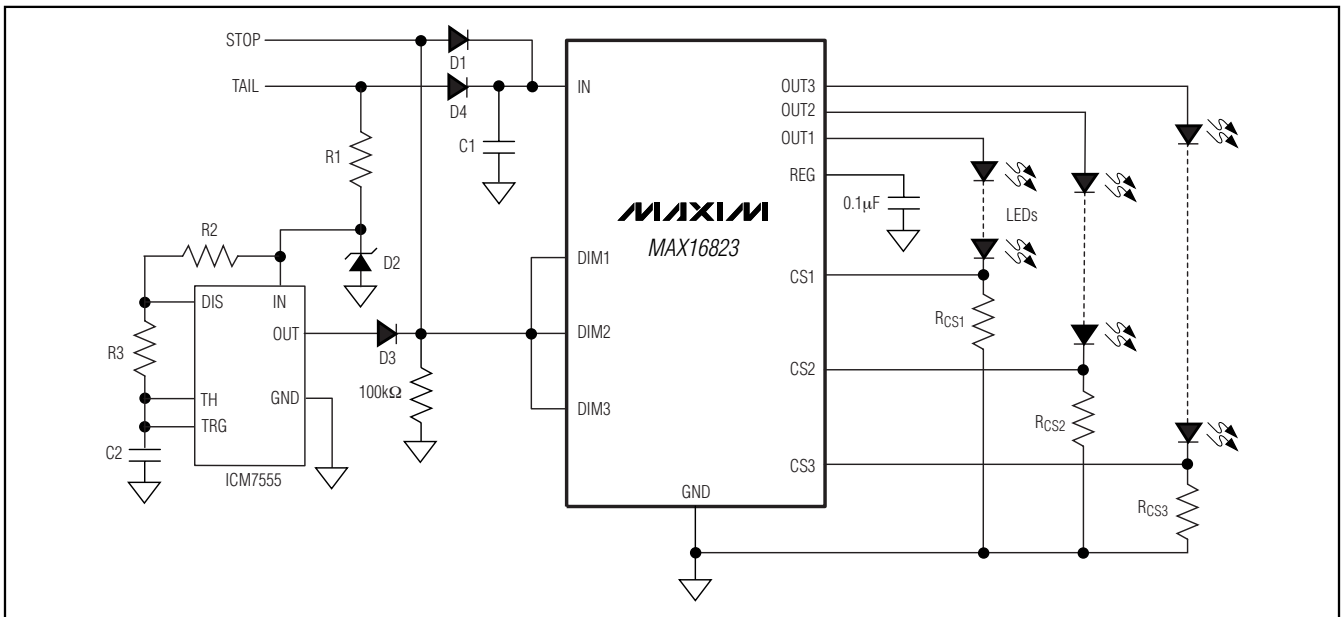 STOP
D1
TAIL
D4
IN
OUT3
OUT2
OUT1
C1
R1
REG
0.1µF
LEDs
MAXIM
MAX16823
R2
D2
DIM1
CS1
DIS
IN
OUT
D3
DIM2
RCS1
R3
100kΩ
CS2
TH
GND
DIM3
TRG
RCS2
C2
ICM7555
CS3
GND
RCS3